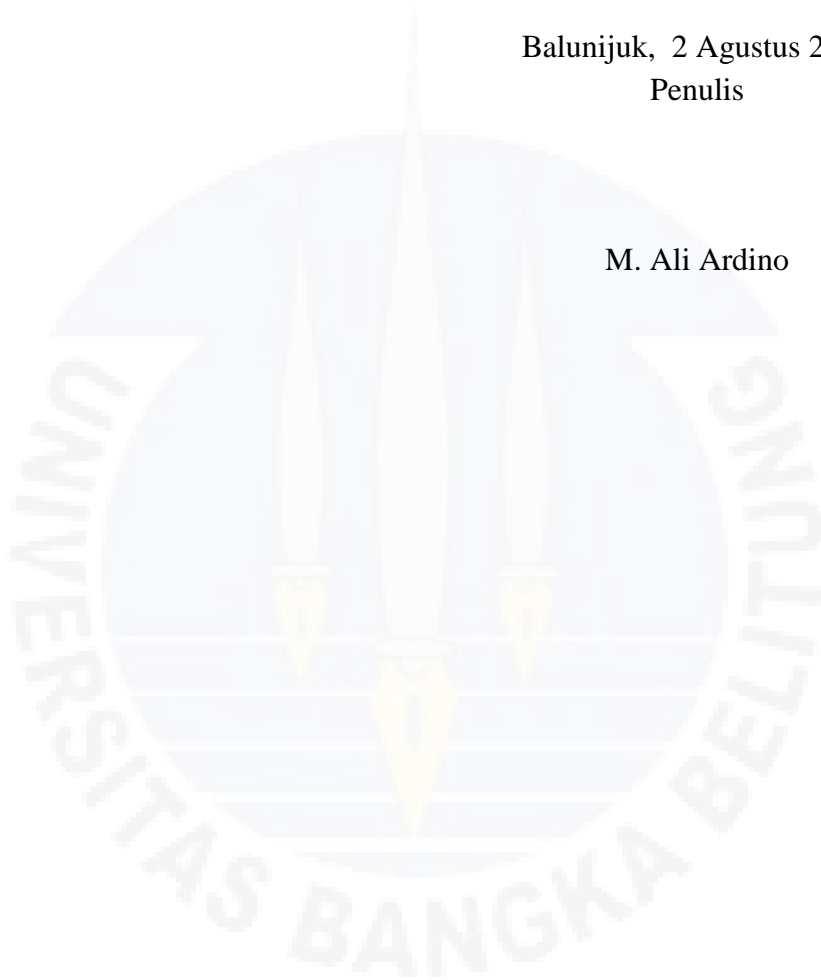 Balunijuk, 2 Agustus 2
Penulis
M. Ali Ardino
UNIVERSITAS BANGKA BELITUNG